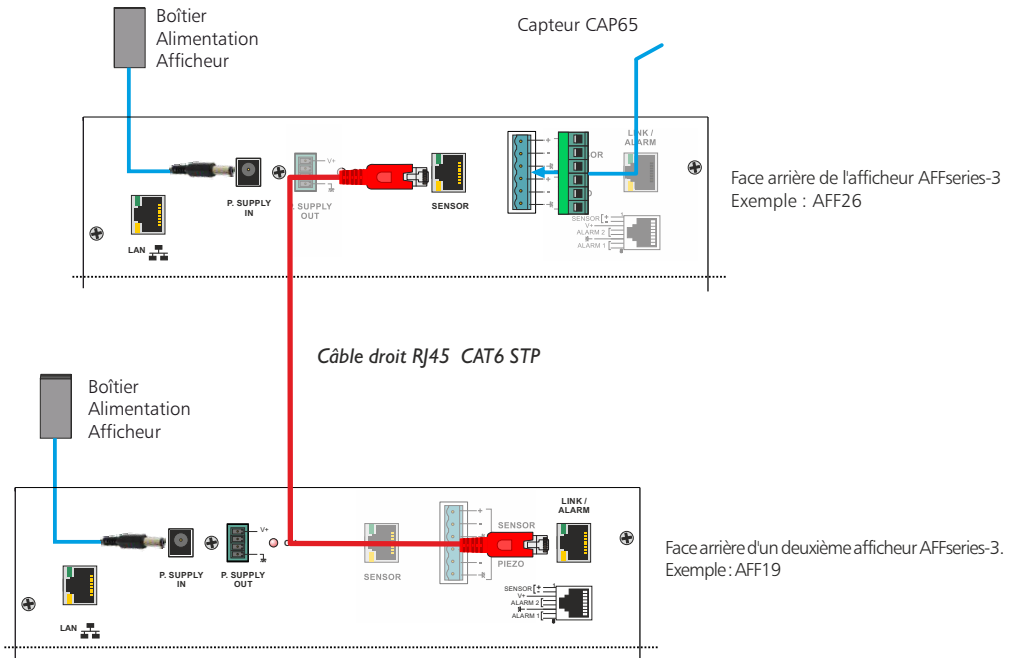 Boîtier
Alimentation
Afficheur
Capteur CAP65
LINK /
ALARM
V+
+
-
OR
P. SUPPLY
IN
P. SUPPLY
OUT
SENSOR
LAN
SENSOR
+
-
V+
ALARM 2
ALARM 1
Face arrière de l'afficheur AFFseries-3
Exemple : AFF26
Câble droit RJ45 CAT6 STP
Boîtier
Alimentation
Afficheur
LINK /
ALARM
V+
+
-
SENSOR
PIEZO
P. SUPPLY
IN
P. SUPPLY
OUT
SENSOR
LAN
SENSOR
+
-
V+
ALARM 2
ALARM 1
Face arrière d'un deuxième afficheur AFFseries-3.
Exemple : AFF19